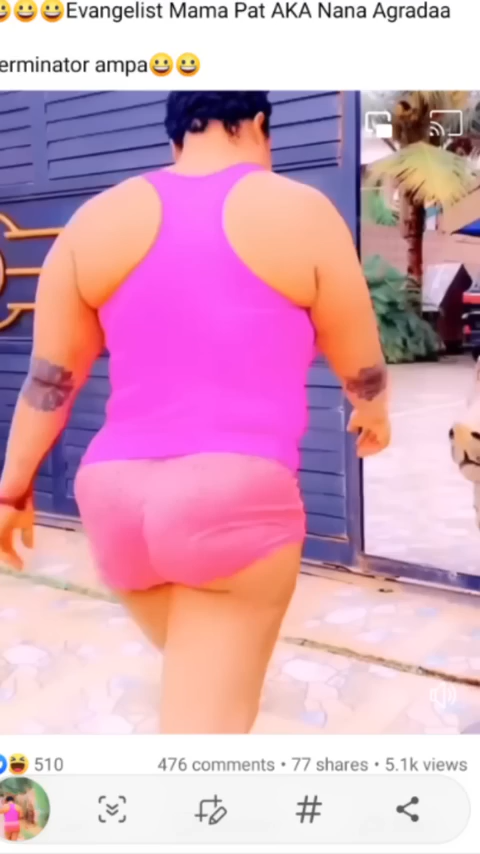 😀😀😀Evangelist Mama Pat AKA Nana Agradaa
erminator ampa😀😀
510
476 comments • 77 shares • 5.1k views